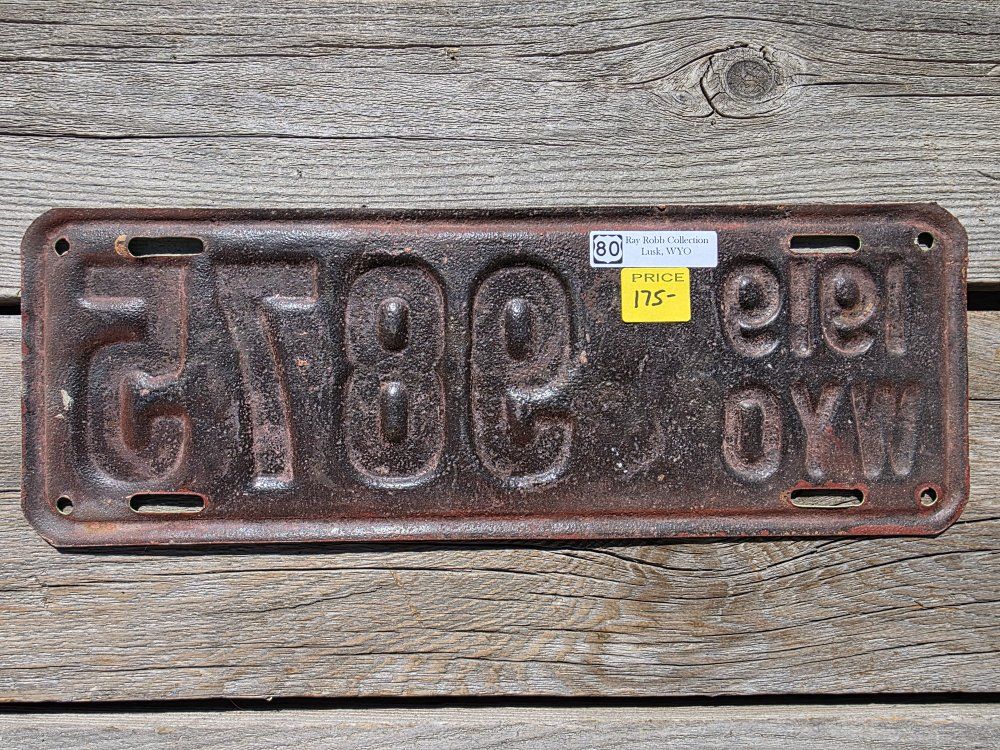 80 Ray Robb Collection
Lusk, WYO
PRICE
175-
1919
WYO
9875